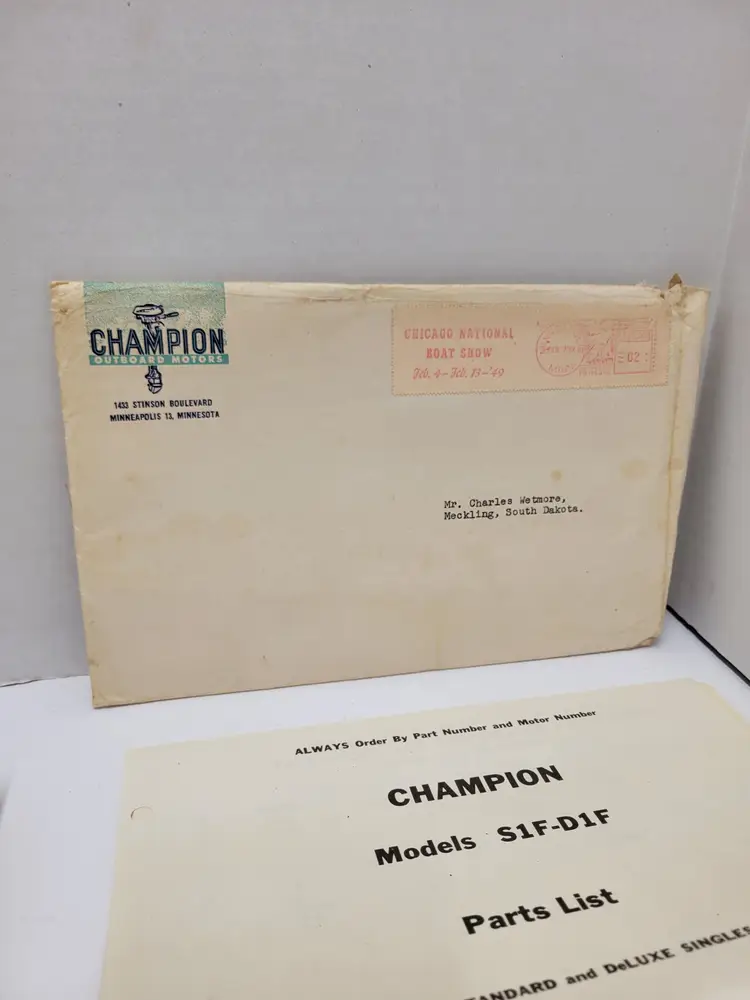 CHAMPION
OUTBOARD MOTORS
1433 STINSON BOULEVARD
MINNEAPOLIS 13, MINNESOTA
CHICAGO NATIONAL
BOAT SHOW
Feb. 4-Feb. 13-'49
02
Mr. Charles Wetmore,
Meckling, South Dakota.
ALWAYS Order By Part Number and Motor Number
CHAMPION
Models S1F-D1F
Parts List
and DeLUXE SINGLES